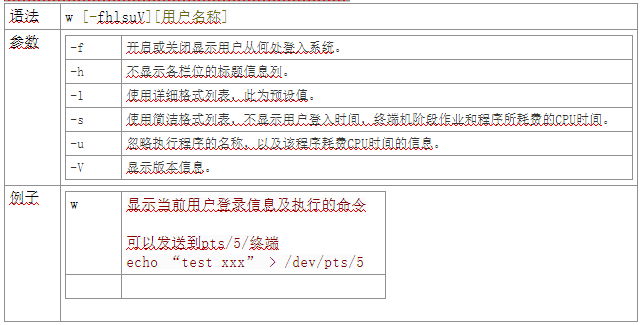 语法 w [-fhlsuV][用户名称]
参数
-f 开启或关闭显示用户从何处登入系统。
-h 不显示各栏位的标题信息列。
-l 使用详细格式列表，此为预设值。
-s 使用简洁格式列表，不显示用户登入时间，终端机阶段作业和程序所耗费的CPU时间。
-u 忽略执行程序的名称，以及该程序耗费CPU时间的信息。
-V 显示版本信息。
例子
w 显示当前用户登录信息及执行的命令
可以发送到pts/5/终端
echo “test xxx” > /dev/pts/5